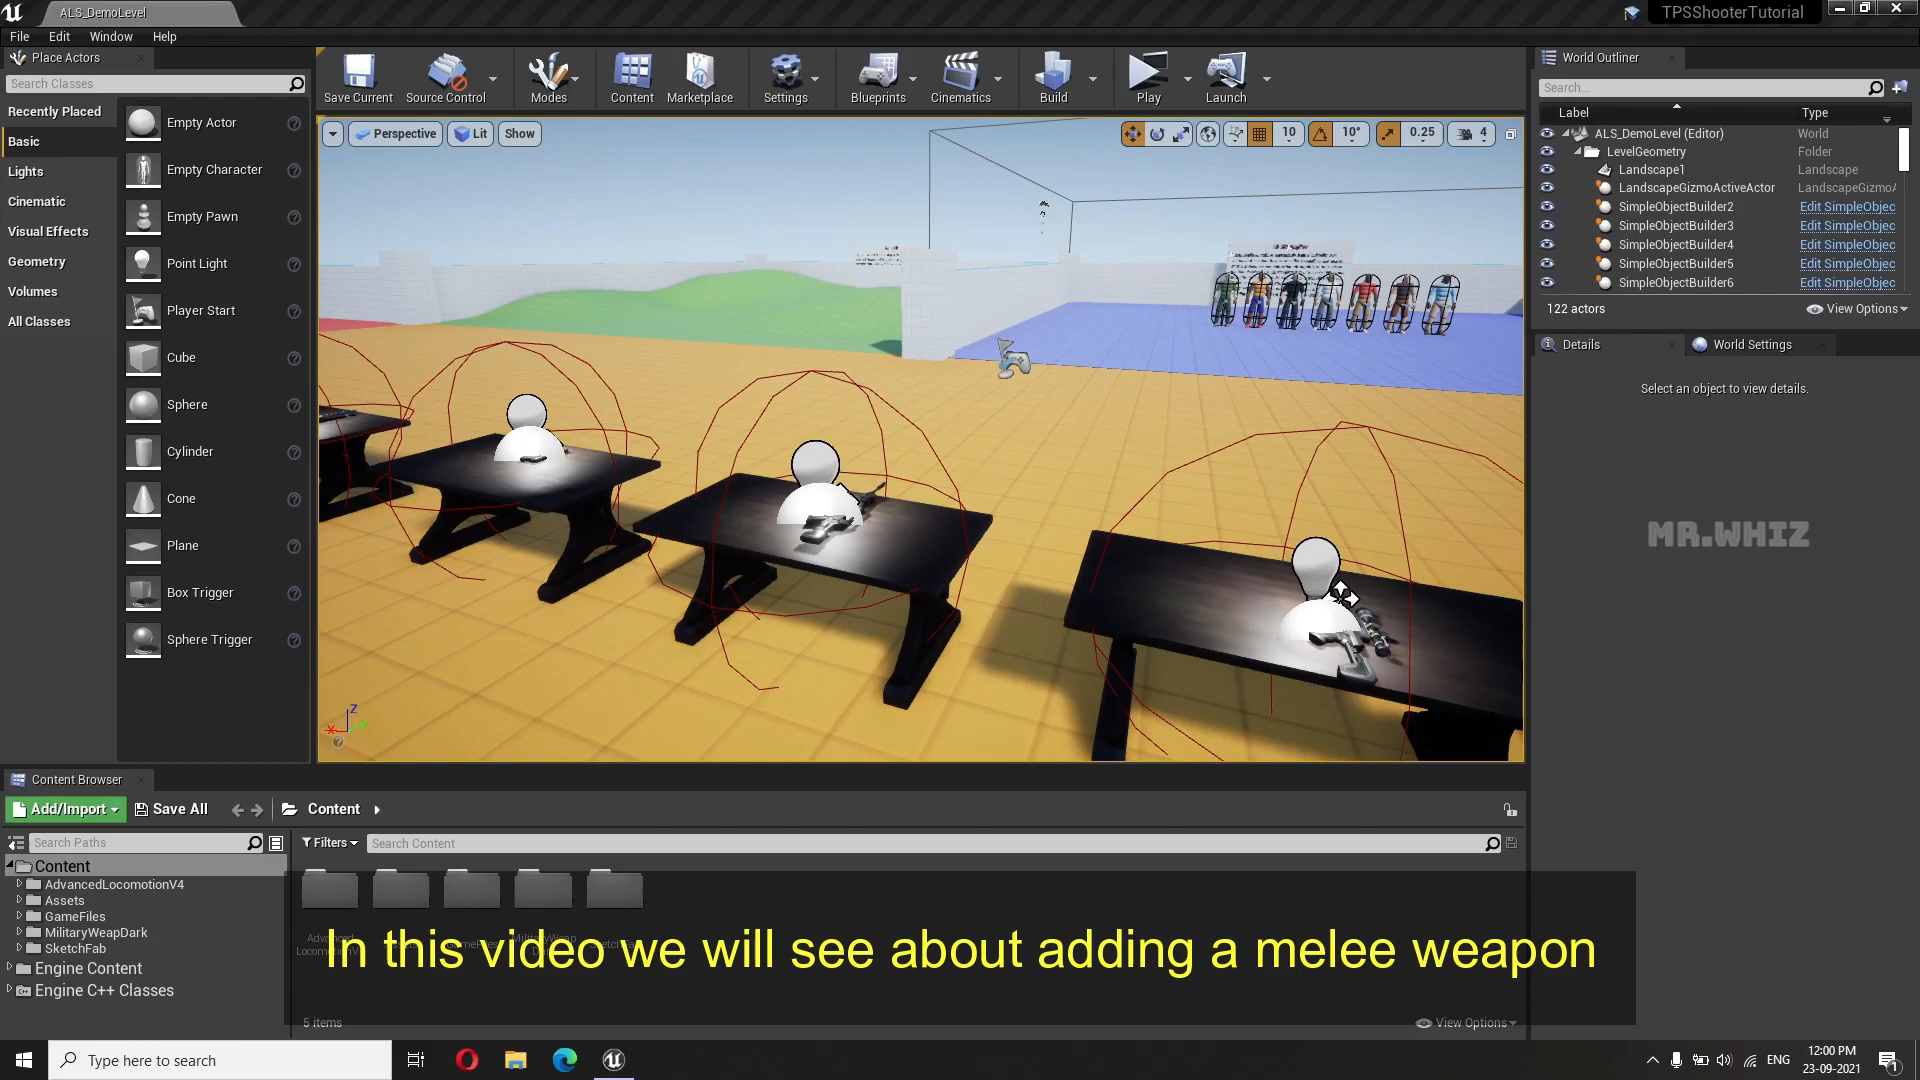 ALS_DemoLevel
TPSShooterTutorial
File Edit Window Help
Place Actors
Search Classes
Recently Placed
Basic
Lights
Cinematic
Visual Effects
Geometry
Volumes
All Classes
Empty Actor
Empty Character
Empty Pawn
Point Light
Player Start
Cube
Sphere
Cylinder
Cone
Plane
Box Trigger
Sphere Trigger
Save Current
Source Control
Modes
Content
Marketplace
Settings
Blueprints
Cinematics
Build
Play
Launch
Perspective
Lit
Show
10
10°
0.25
4
Z
X
Y
World Outliner
Search...
Label Type
ALS_DemoLevel (Editor) World
LevelGeometry Folder
Landscape1 Landscape
LandscapeGizmoActiveActor LandscapeGizmoA
SimpleObjectBuilder2 Edit SimpleObjec
SimpleObjectBuilder3 Edit SimpleObjec
SimpleObjectBuilder4 Edit SimpleObjec
SimpleObjectBuilder5 Edit SimpleObjec
SimpleObjectBuilder6 Edit SimpleObjec
122 actors
View Options
Details
World Settings
Select an object to view details.
MR.WHIZ
Content Browser
Add/Import
Save All
Content
Search Paths
Filters
Search Content
Content
AdvancedLocomotionV4
Assets
GameFiles
MilitaryWeapDark
SketchFab
Engine Content
Engine C++ Classes
In this video we will see about adding a melee weapon
5 items
View Options
Type here to search
ENG
12:00 PM
23-09-2021
1